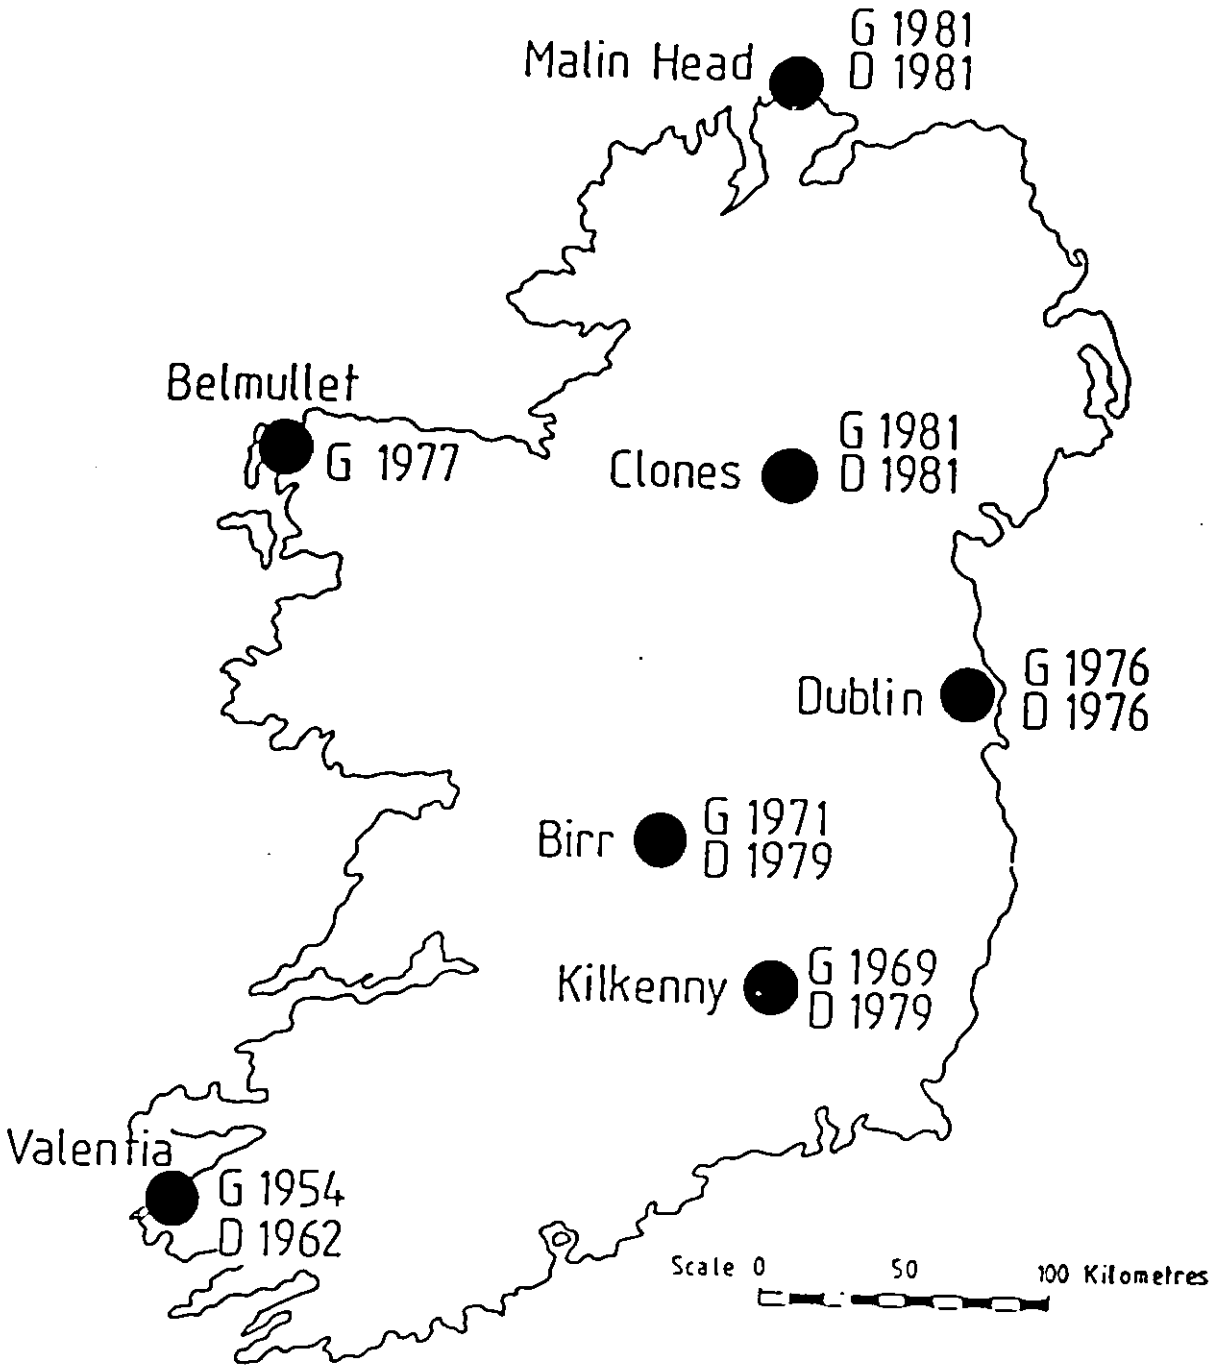 G 1981
Malin Head
D 1981
Belmullet
G 1977
G 1981
Clones
D 1981
G 1976
Dublin
D 1976
G 1971
Birr
D 1979
G 1969
Kilkenny
D 1979
Valentia
G 1954
D 1962
Scale 0 50 100 Kilometres